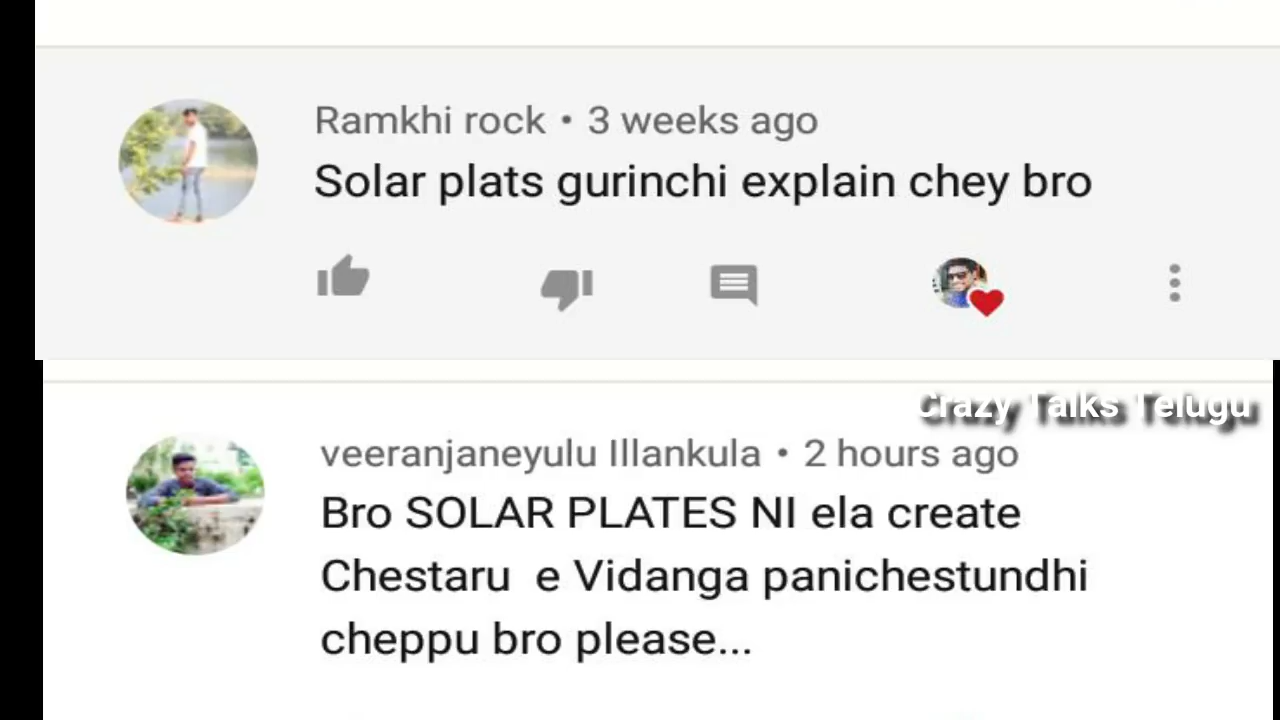 Ramkhi rock • 3 weeks ago
Solar plats gurinchi explain chey bro
Crazy Talks Telugu
veeranjaneyulu Illankula • 2 hours ago
Bro SOLAR PLATES NI ela create
Chestaru e Vidanga panichestundhi
cheppu bro please...